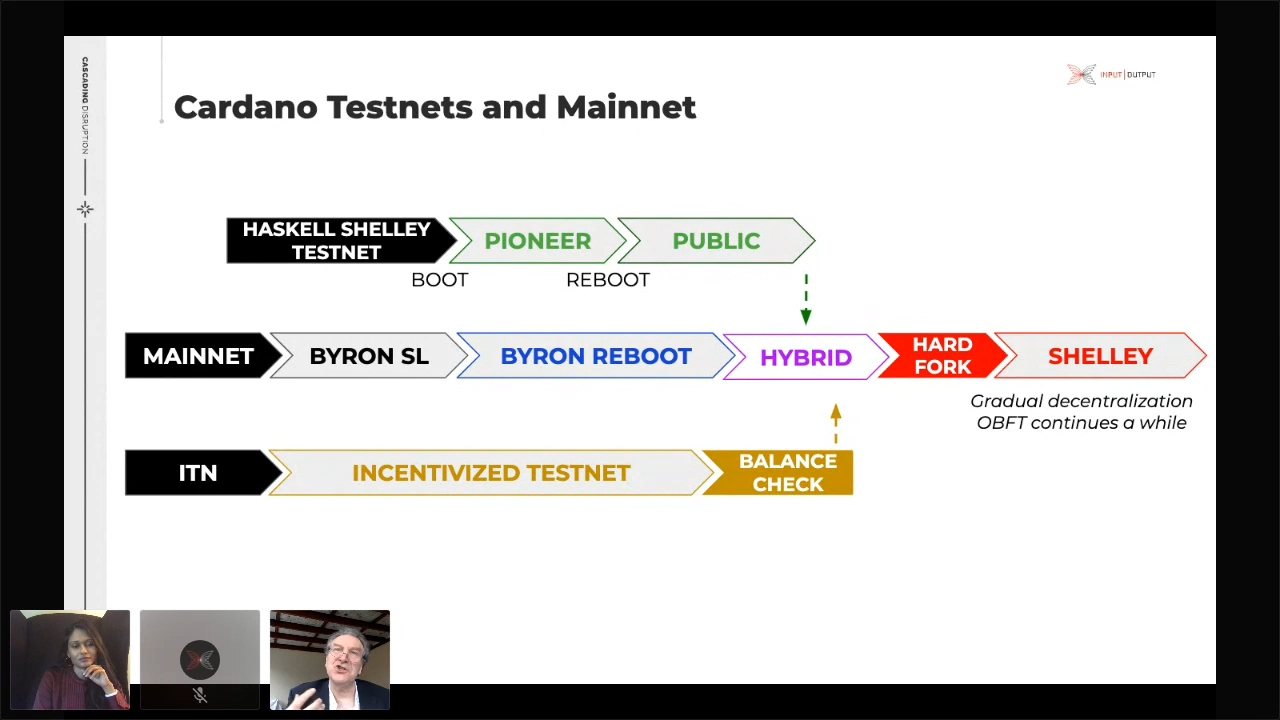 CASCADING DISRUPTION
INPUT | OUTPUT
Cardano Testnets and Mainnet
HASKELL SHELLEY
TESTNET
PIONEER
PUBLIC
BOOT
REBOOT
MAINNET
BYRON SL
BYRON REBOOT
HYBRID
HARD
FORK
SHELLEY
Gradual decentralization
OBFT continues a while
ITN
INCENTIVIZED TESTNET
BALANCE
CHECK